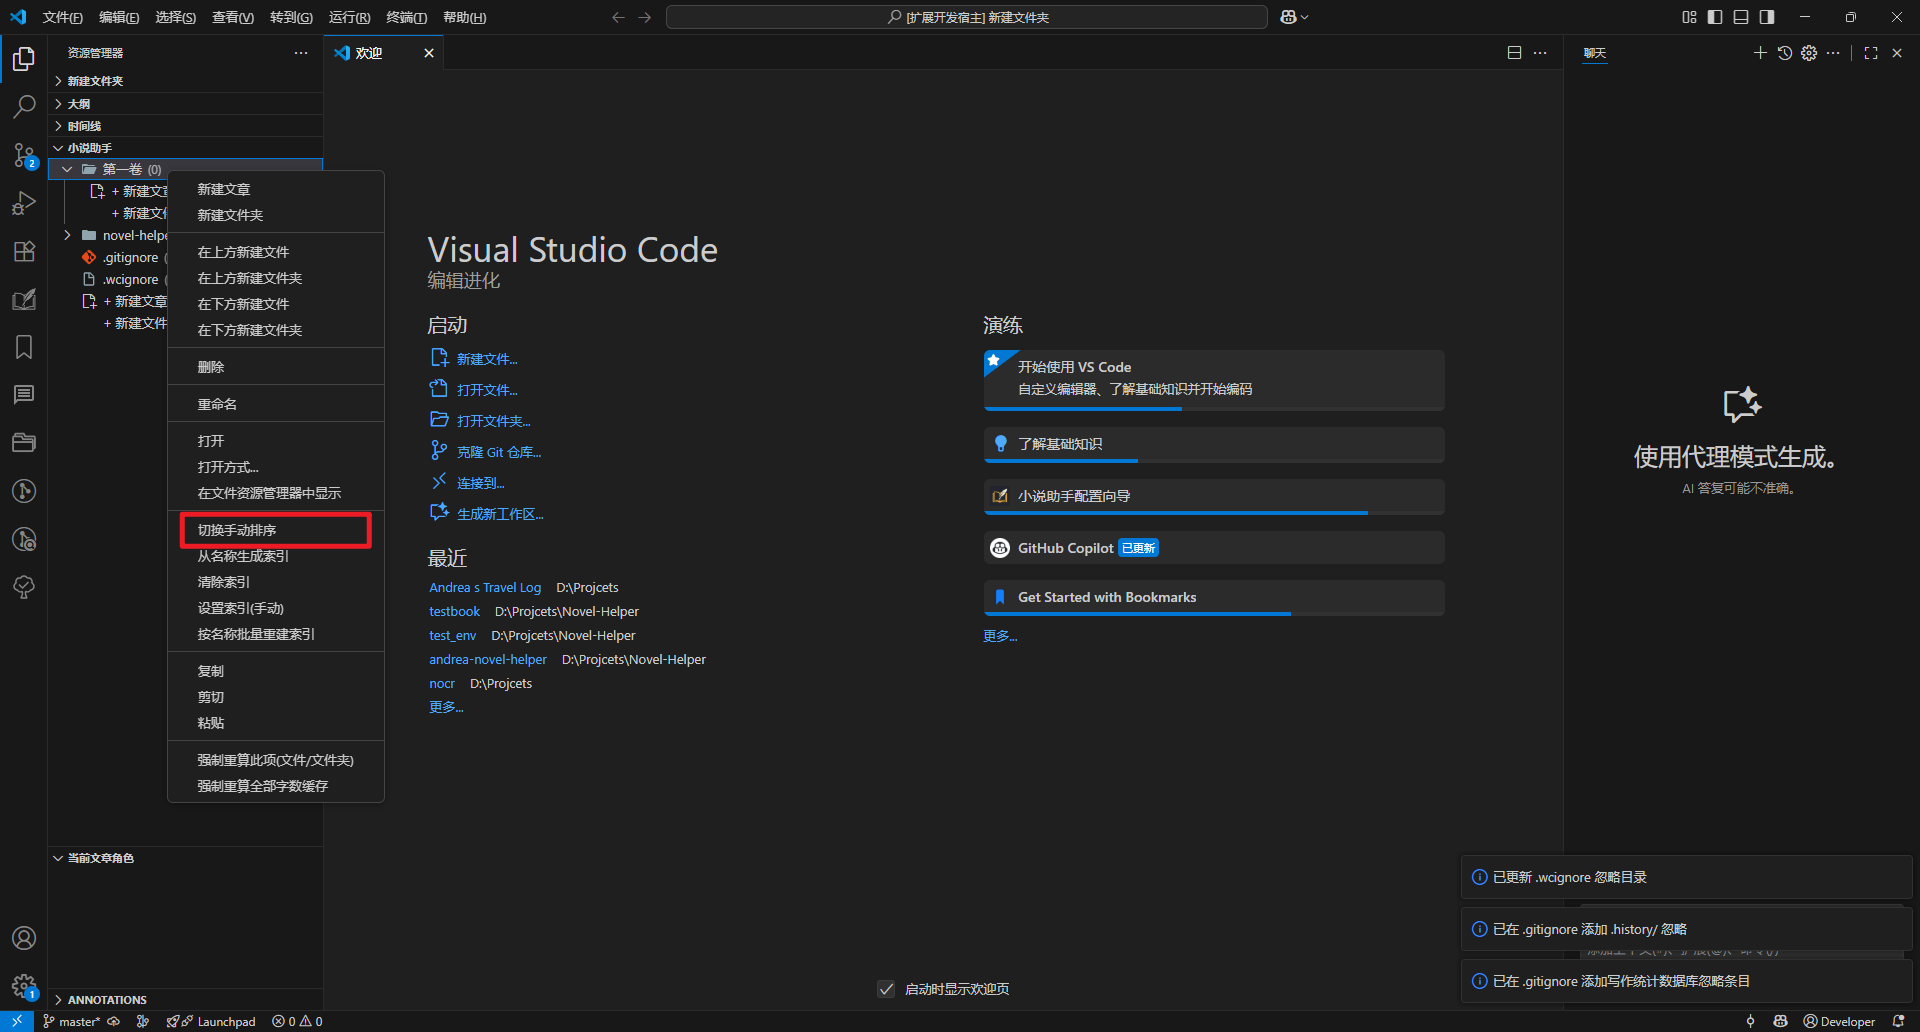 文件(F) 编辑(E) 选择(S) 查看(V) 转到(G) 运行(R) 终端(T) 帮助(H)
[扩展开发宿主] 新建文件夹
资源管理器
新建文件夹
大纲
时间线
小说助手
第一卷 (0)
+ 新建文章
+ 新建文件
novel-helpe
.gitignore
.wcignore
+ 新建文章
+ 新建文件
新建文章
新建文件夹
在上方新建文件
在上方新建文件夹
在下方新建文件
在下方新建文件夹
删除
重命名
打开
打开方式...
在文件资源管理器中显示
切换手动排序
从名称生成索引
清除索引
设置索引(手动)
按名称批量重建索引
复制
剪切
粘贴
强制重算此项(文件/文件夹)
强制重算全部字数缓存
当前文章角色
ANNOTATIONS
2
1
欢迎
Visual Studio Code
编辑进化
启动
新建文件...
打开文件...
打开文件夹...
克隆 Git 仓库...
连接到...
生成新工作区...
最近
Andrea s Travel Log D:\Projcets
testbook D:\Projcets\Novel-Helper
test_env D:\Projcets\Novel-Helper
andrea-novel-helper D:\Projcets\Novel-Helper
nocr D:\Projcets
更多...
演练
开始使用 VS Code
自定义编辑器、了解基础知识并开始编码
了解基础知识
小说助手配置向导
GitHub Copilot 已更新
Get Started with Bookmarks
更多...
启动时显示欢迎页
聊天
使用代理模式生成。
AI 答复可能不准确。
已更新 .wcignore 忽略目录
已在 .gitignore 添加 .history/ 忽略
已在 .gitignore 添加写作统计数据库忽略条目
master* Launchpad 0 0
Developer